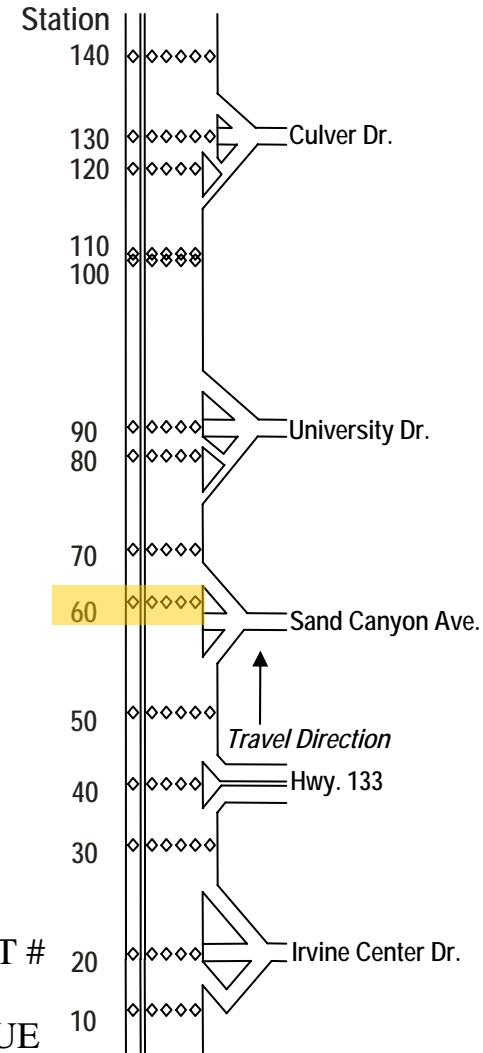 Station
140
130
Culver Dr.
120
110
100
90
University Dr.
80
70
60
Sand Canyon Ave.
50
Travel Direction
40
Hwy. 133
30
T #
20
Irvine Center Dr.
10
UE